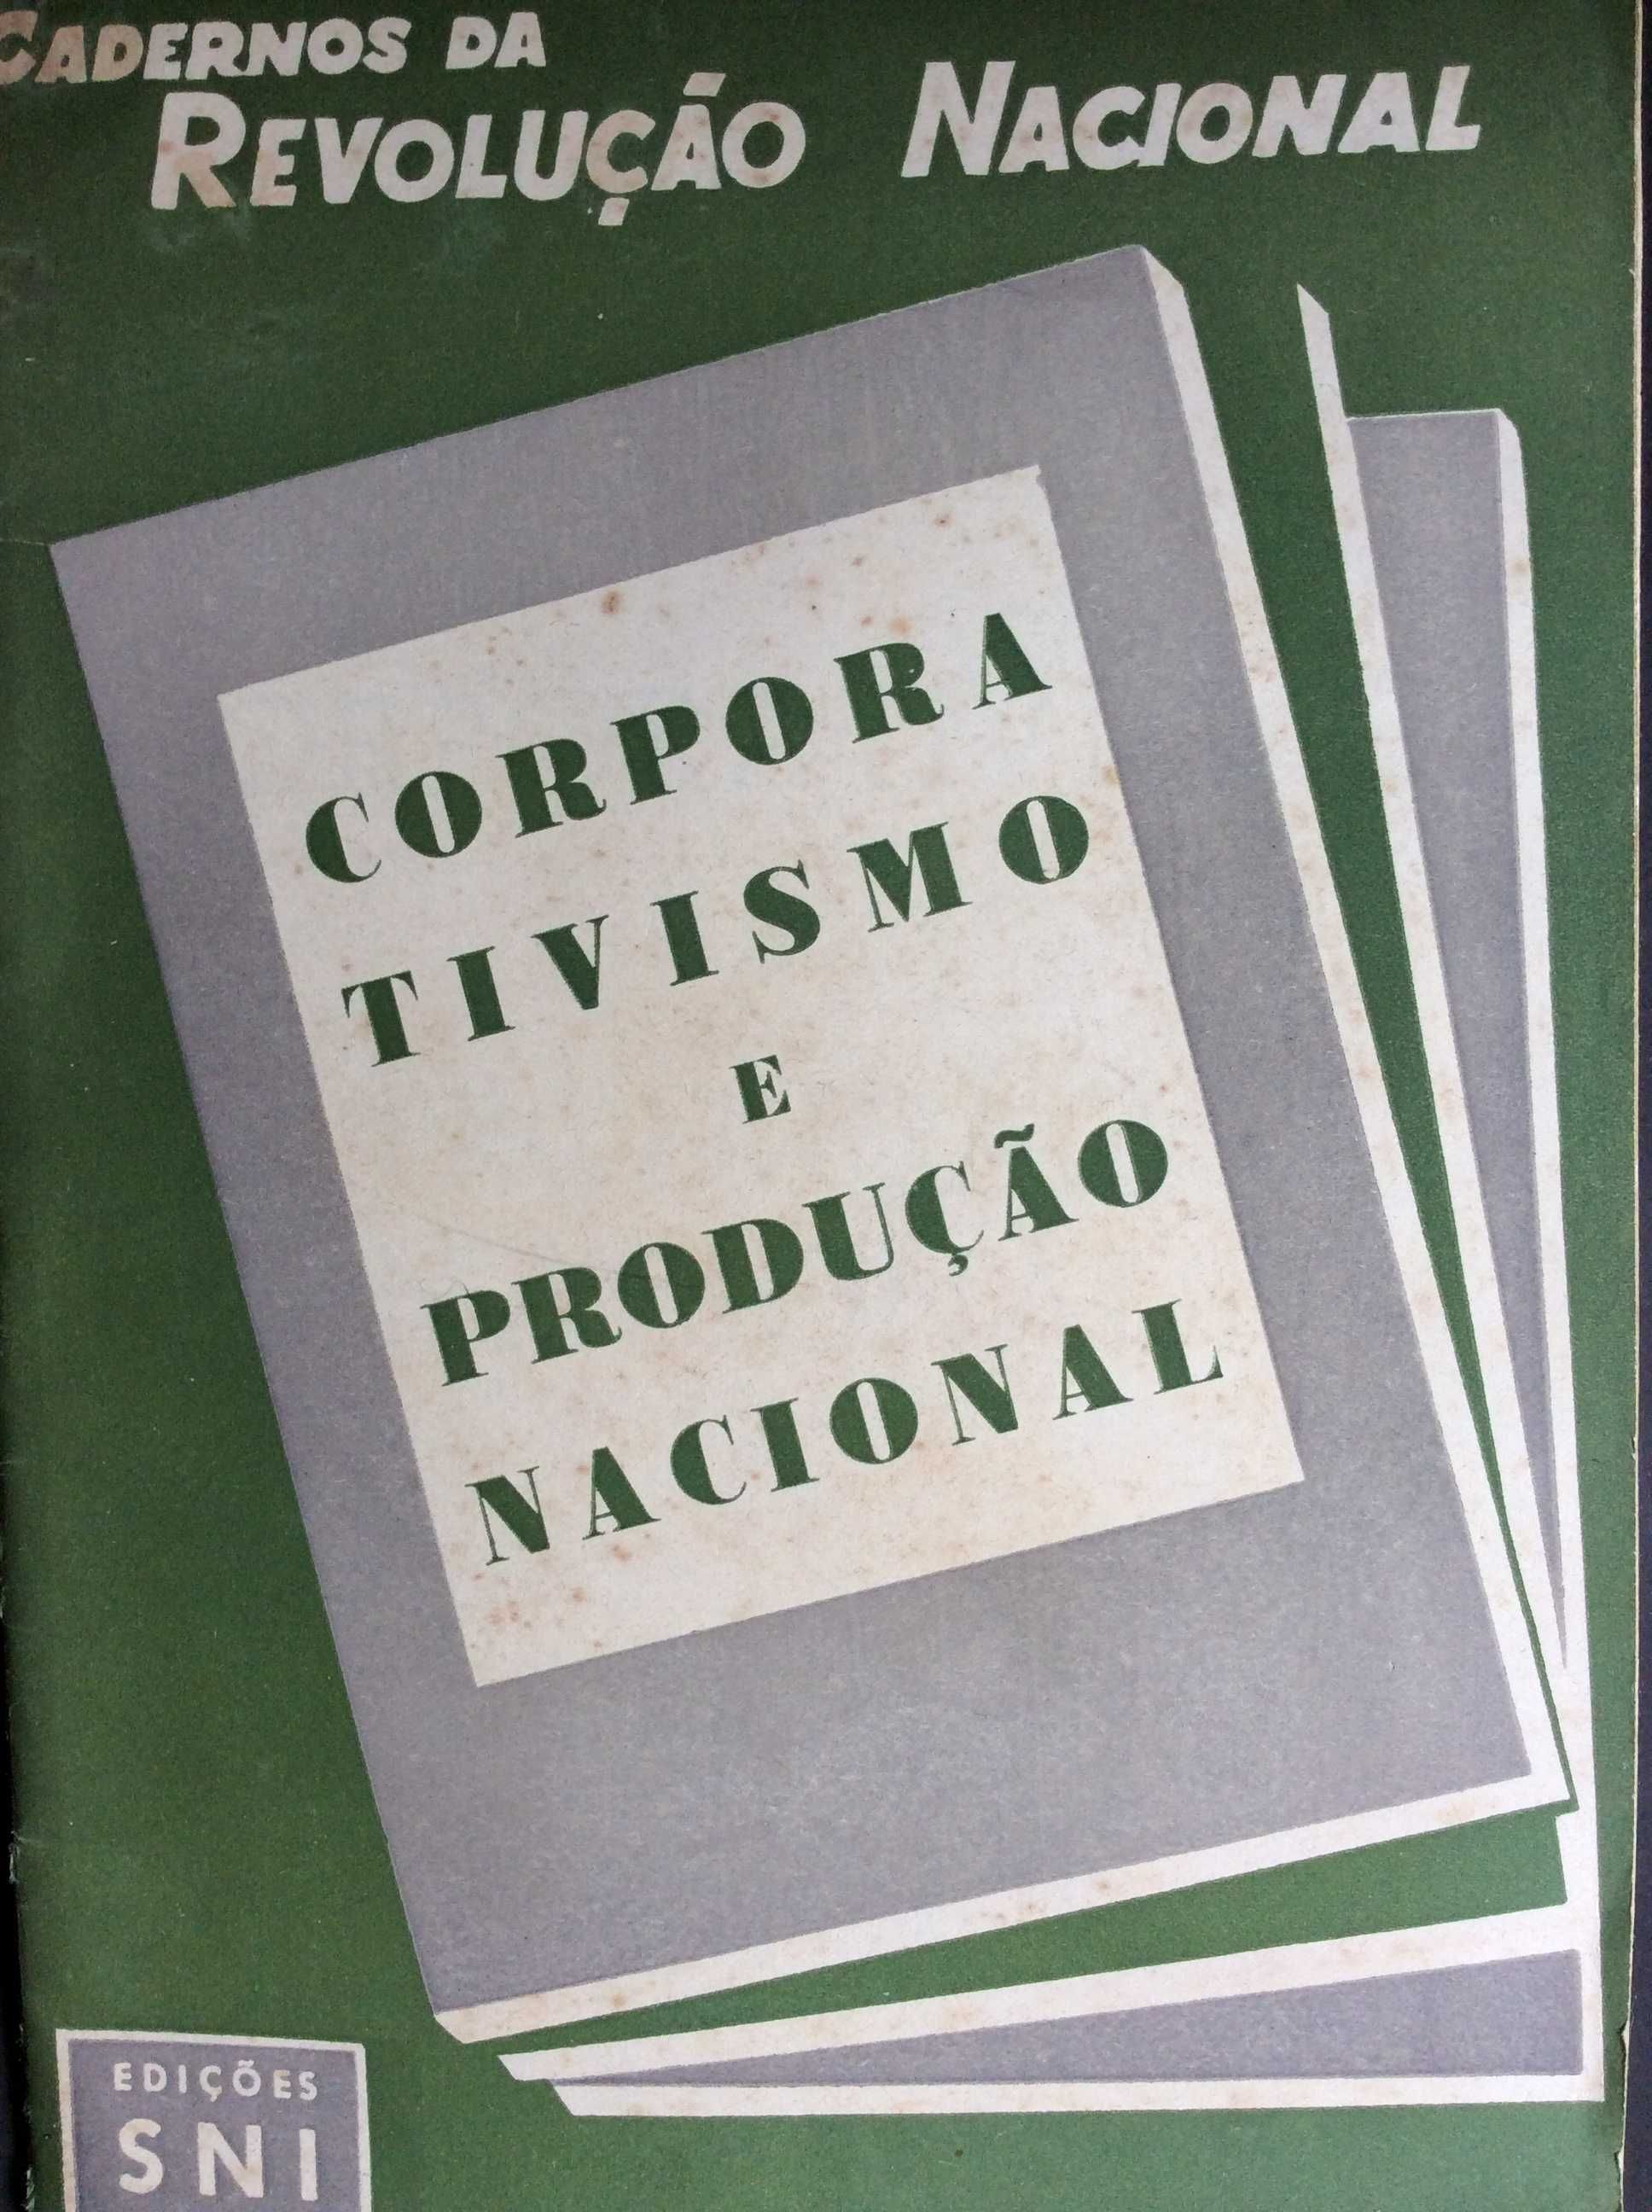 CADERNOS DA
REVOLUÇÃO NACIONAL
CORPORA
TIVISMO
E
PRODUÇÃO
NACIONAL
EDIÇÕES
SNI